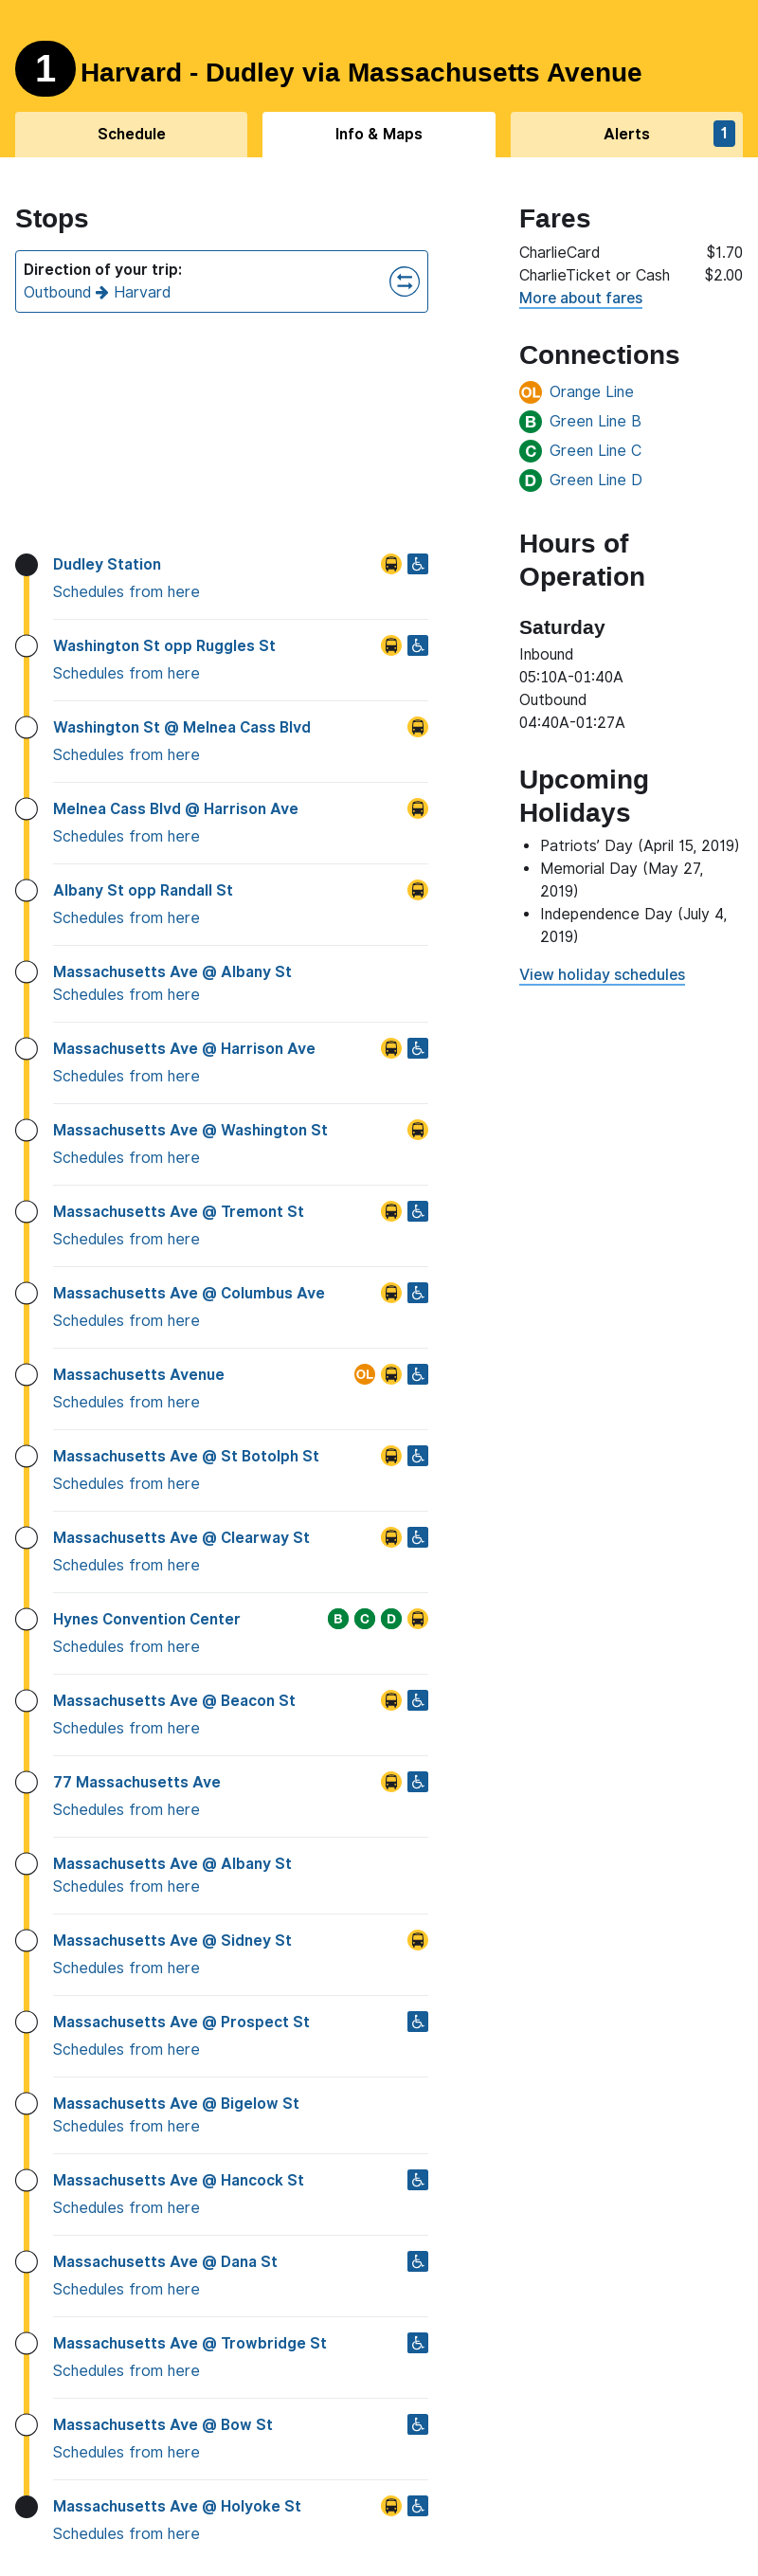 1 Harvard - Dudley via Massachusetts Avenue
Schedule
Info & Maps
Alerts 1
Stops
Direction of your trip:
Outbound → Harvard
Dudley Station
Schedules from here
Washington St opp Ruggles St
Schedules from here
Washington St @ Melnea Cass Blvd
Schedules from here
Melnea Cass Blvd @ Harrison Ave
Schedules from here
Albany St opp Randall St
Schedules from here
Massachusetts Ave @ Albany St
Schedules from here
Massachusetts Ave @ Harrison Ave
Schedules from here
Massachusetts Ave @ Washington St
Schedules from here
Massachusetts Ave @ Tremont St
Schedules from here
Massachusetts Ave @ Columbus Ave
Schedules from here
Massachusetts Avenue OL
Schedules from here
Massachusetts Ave @ St Botolph St
Schedules from here
Massachusetts Ave @ Clearway St
Schedules from here
Hynes Convention Center B C D
Schedules from here
Massachusetts Ave @ Beacon St
Schedules from here
77 Massachusetts Ave
Schedules from here
Massachusetts Ave @ Albany St
Schedules from here
Massachusetts Ave @ Sidney St
Schedules from here
Massachusetts Ave @ Prospect St
Schedules from here
Massachusetts Ave @ Bigelow St
Schedules from here
Massachusetts Ave @ Hancock St
Schedules from here
Massachusetts Ave @ Dana St
Schedules from here
Massachusetts Ave @ Trowbridge St
Schedules from here
Massachusetts Ave @ Bow St
Schedules from here
Massachusetts Ave @ Holyoke St
Schedules from here
Fares
CharlieCard $1.70
CharlieTicket or Cash $2.00
More about fares
Connections
OL Orange Line
B Green Line B
C Green Line C
D Green Line D
Hours of
Operation
Saturday
Inbound
05:10A-01:40A
Outbound
04:40A-01:27A
Upcoming
Holidays
• Patriots’ Day (April 15, 2019)
• Memorial Day (May 27,
2019)
• Independence Day (July 4,
2019)
View holiday schedules